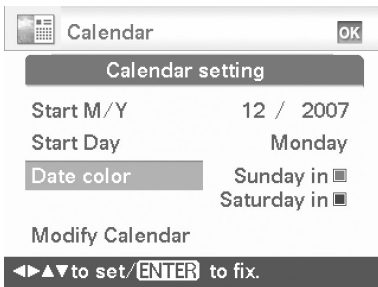 Calendar OK
Calendar setting
Start M/Y 12 / 2007
Start Day Monday
Date color Sunday in ■
Saturday in ■
Modify Calendar
◀▶▲▼to set/ENTER to fix.